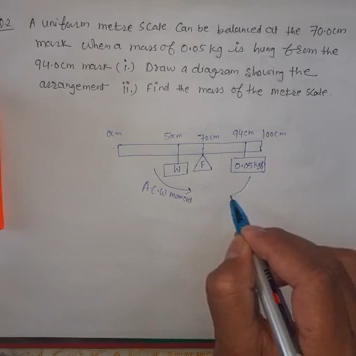 Q2 A uniform metre scale can be balanced at the 70.0cm
mark when a mass of 0.05 kg is hung from the
94.0cm mark (i.) Draw a diagram showing the
arrangement ii.) Find the mass of the metre scale.
0cm 50cm 70cm 94cm 100cm
W F 0.05kgf
A(.W) moment